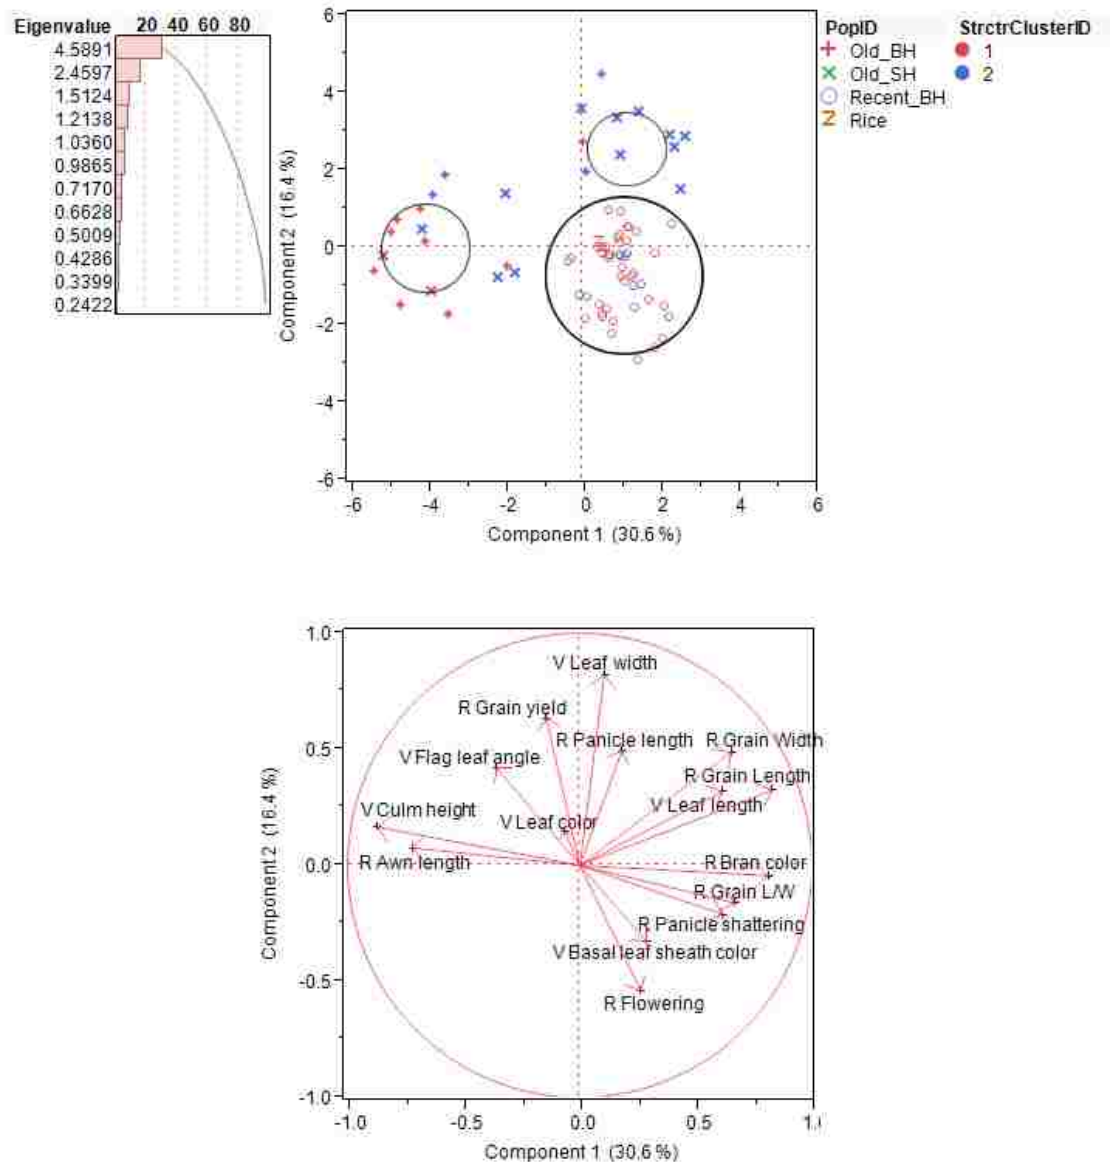 Eigenvalue
20 40 60 80
4.5891
2.4597
1.5124
1.2138
1.0360
0.9865
0.7170
0.6628
0.5009
0.4286
0.3399
0.2422
6
4
2
0
-2
-4
-6
Component 2 (16.4 %)
-6 -4 -2 0 2 4 6
Component 1 (30.6 %)
PopID
Old_BH
Old_SH
Recent_BH
Rice
StrctrClusterID
1
2
1.0
0.5
0.0
-0.5
-1.0
Component 2 (16.4 %)
V Leaf width
R Grain yield
R Panicle length
R Grain Width
V Flag leaf angle
R Grain Length
V Leaf length
V Culm height
V Leaf color
R Awn length
R Bran color
R Grain L/W
R Panicle shattering
V Basal leaf sheath color
R Flowering
-1.0 -0.5 0.0 0.5 1.
Component 1 (30.6 %)